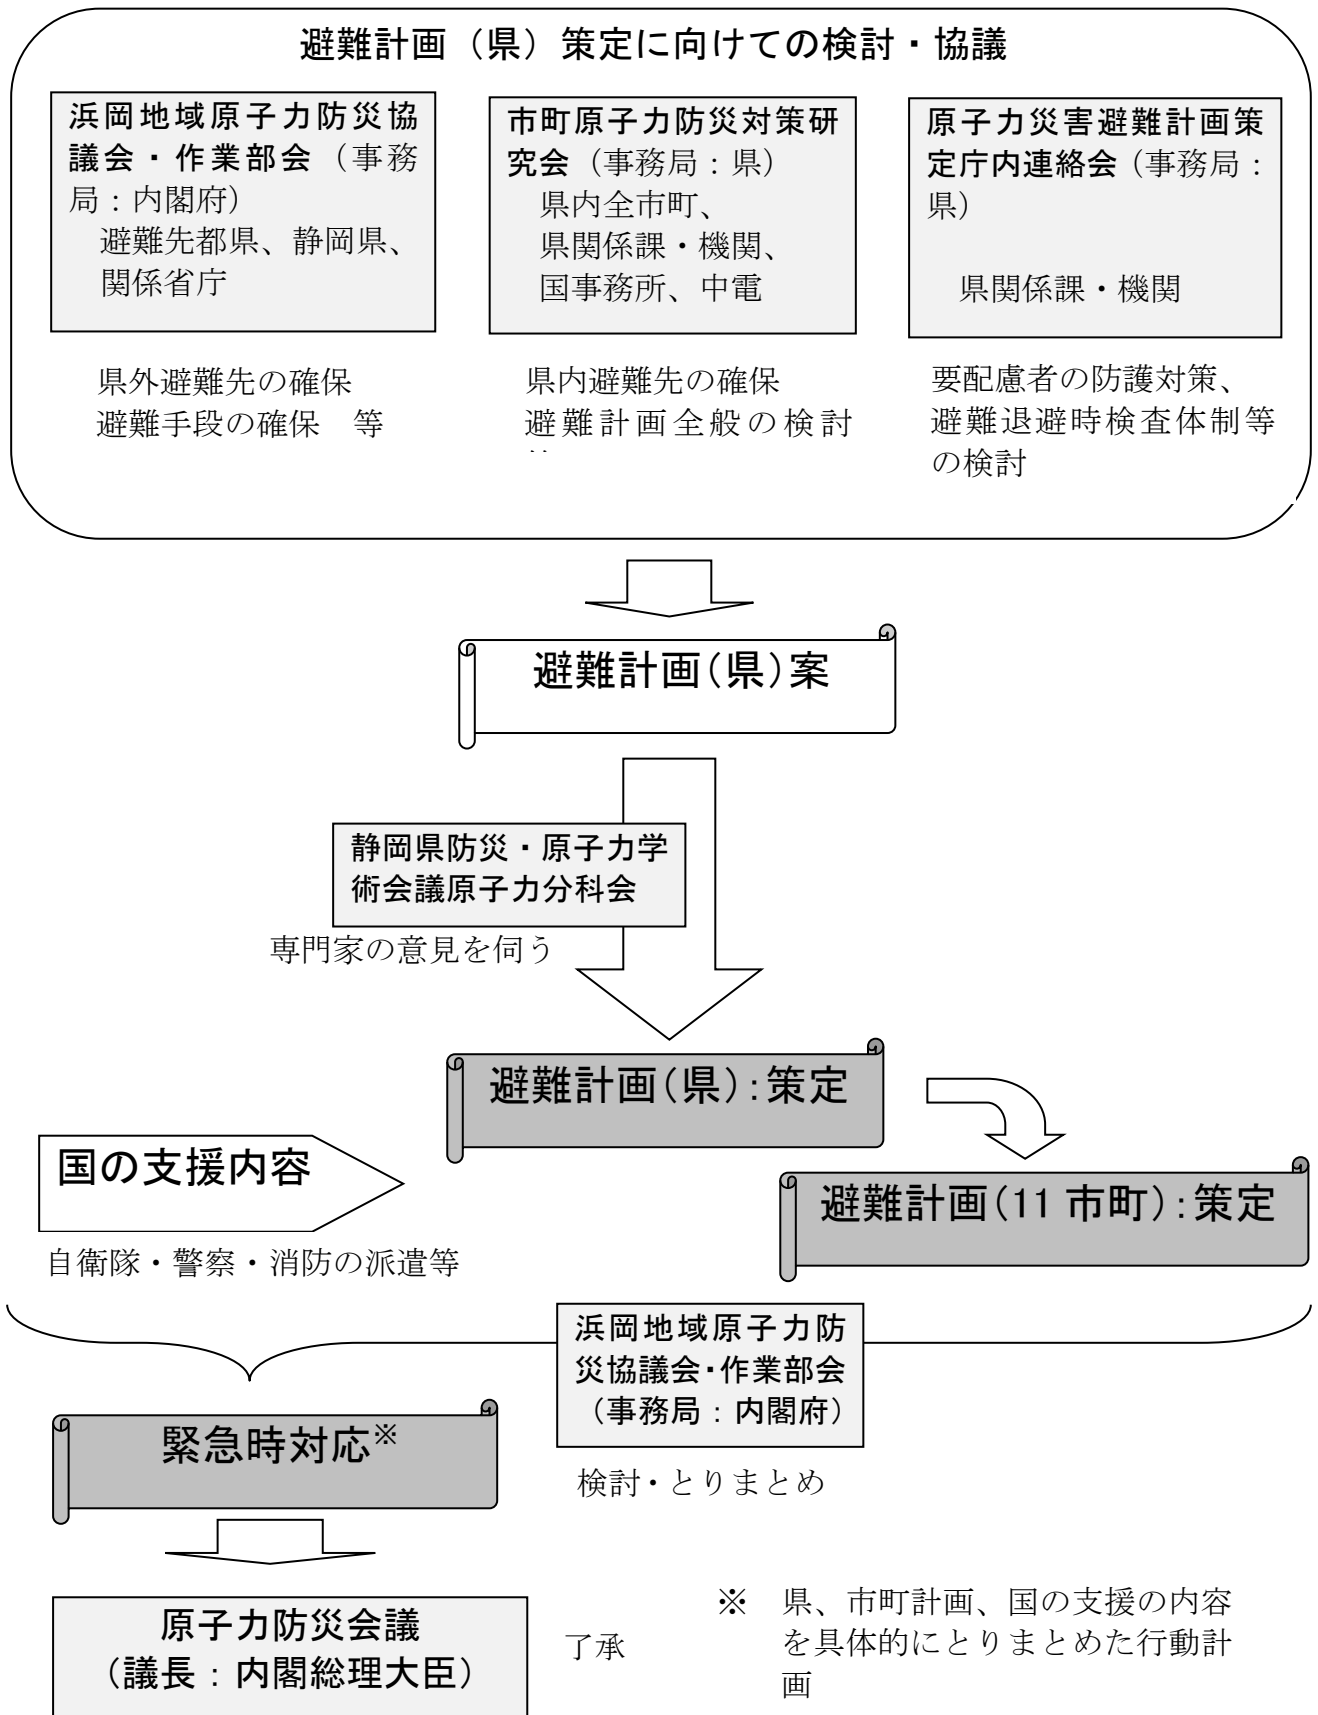 避難計画（県）策定に向けての検討・協議
浜岡地域原子力防災協
議会・作業部会（事務
局：内閣府）
避難先都県、静岡県、
関係省庁
県外避難先の確保
避難手段の確保　等
市町原子力防災対策研
究会（事務局：県）
県内全市町、
県関係課・機関、
国事務所、中電
県内避難先の確保
避難計画全般の検討
原子力災害避難計画策
定庁内連絡会（事務局：
県）
県関係課・機関
要配慮者の防護対策、
避難退避時検査体制等
の検討
避難計画（県）案
静岡県防災・原子力学
術会議原子力分科会
専門家の意見を伺う
避難計画（県）：策定
国の支援内容
避難計画（11 市町）：策定
自衛隊・警察・消防の派遣等
浜岡地域原子力防
災協議会・作業部会
（事務局：内閣府）
緊急時対応※
検討・とりまとめ
原子力防災会議
（議長：内閣総理大臣）
了承
※　県、市町計画、国の支援の内容
を具体的にとりまとめた行動計
画